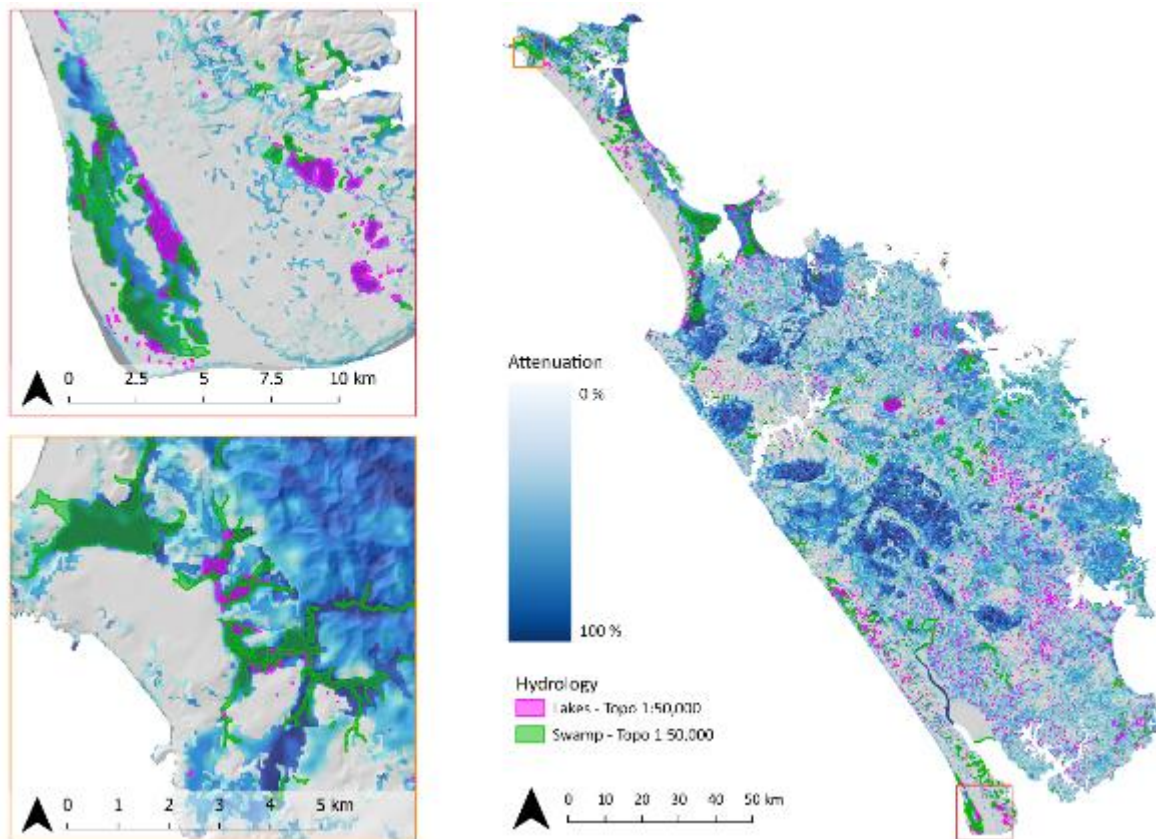 0 2.5 5 7.5 10 km
0 1 2 3 4 5 km
Attenuation
0 %
100 %
Hydrology
Lakes - Topo 1:50,000
Swamp - Topo 1:50,000
0 10 20 30 40 50 km